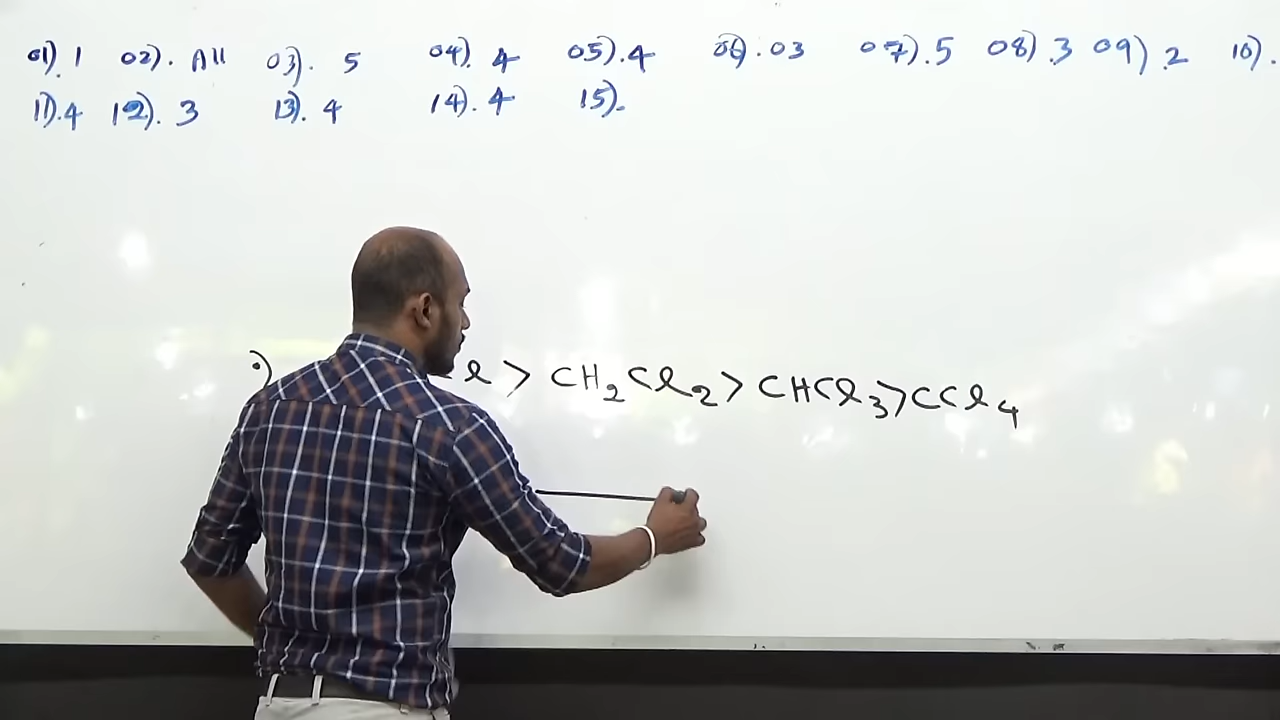 01). 1 02). All 03). 5 04). 4 05). 4 06). 03 07). 5 08). 3 09). 2 10).
11). 4 12). 3 13). 4 14). 4 15).
Cl > CH2Cl2 > CHCl3 > CCl4